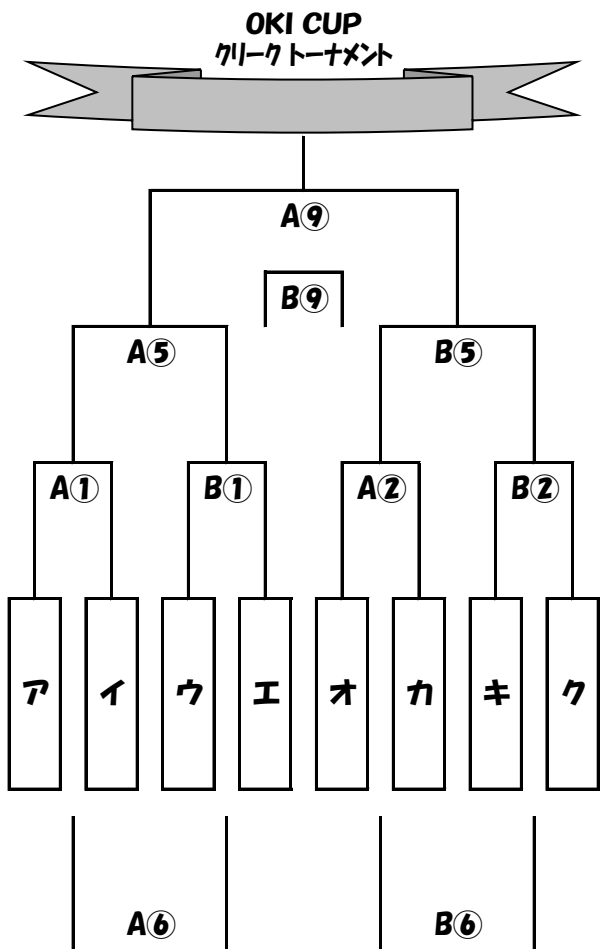 OKI CUP
クリーク トーナメント
A⑨
B⑨
A⑤ B⑤
A① B① A② B②
ア イ ウ エ オ カ キ ク
A⑥ B⑥